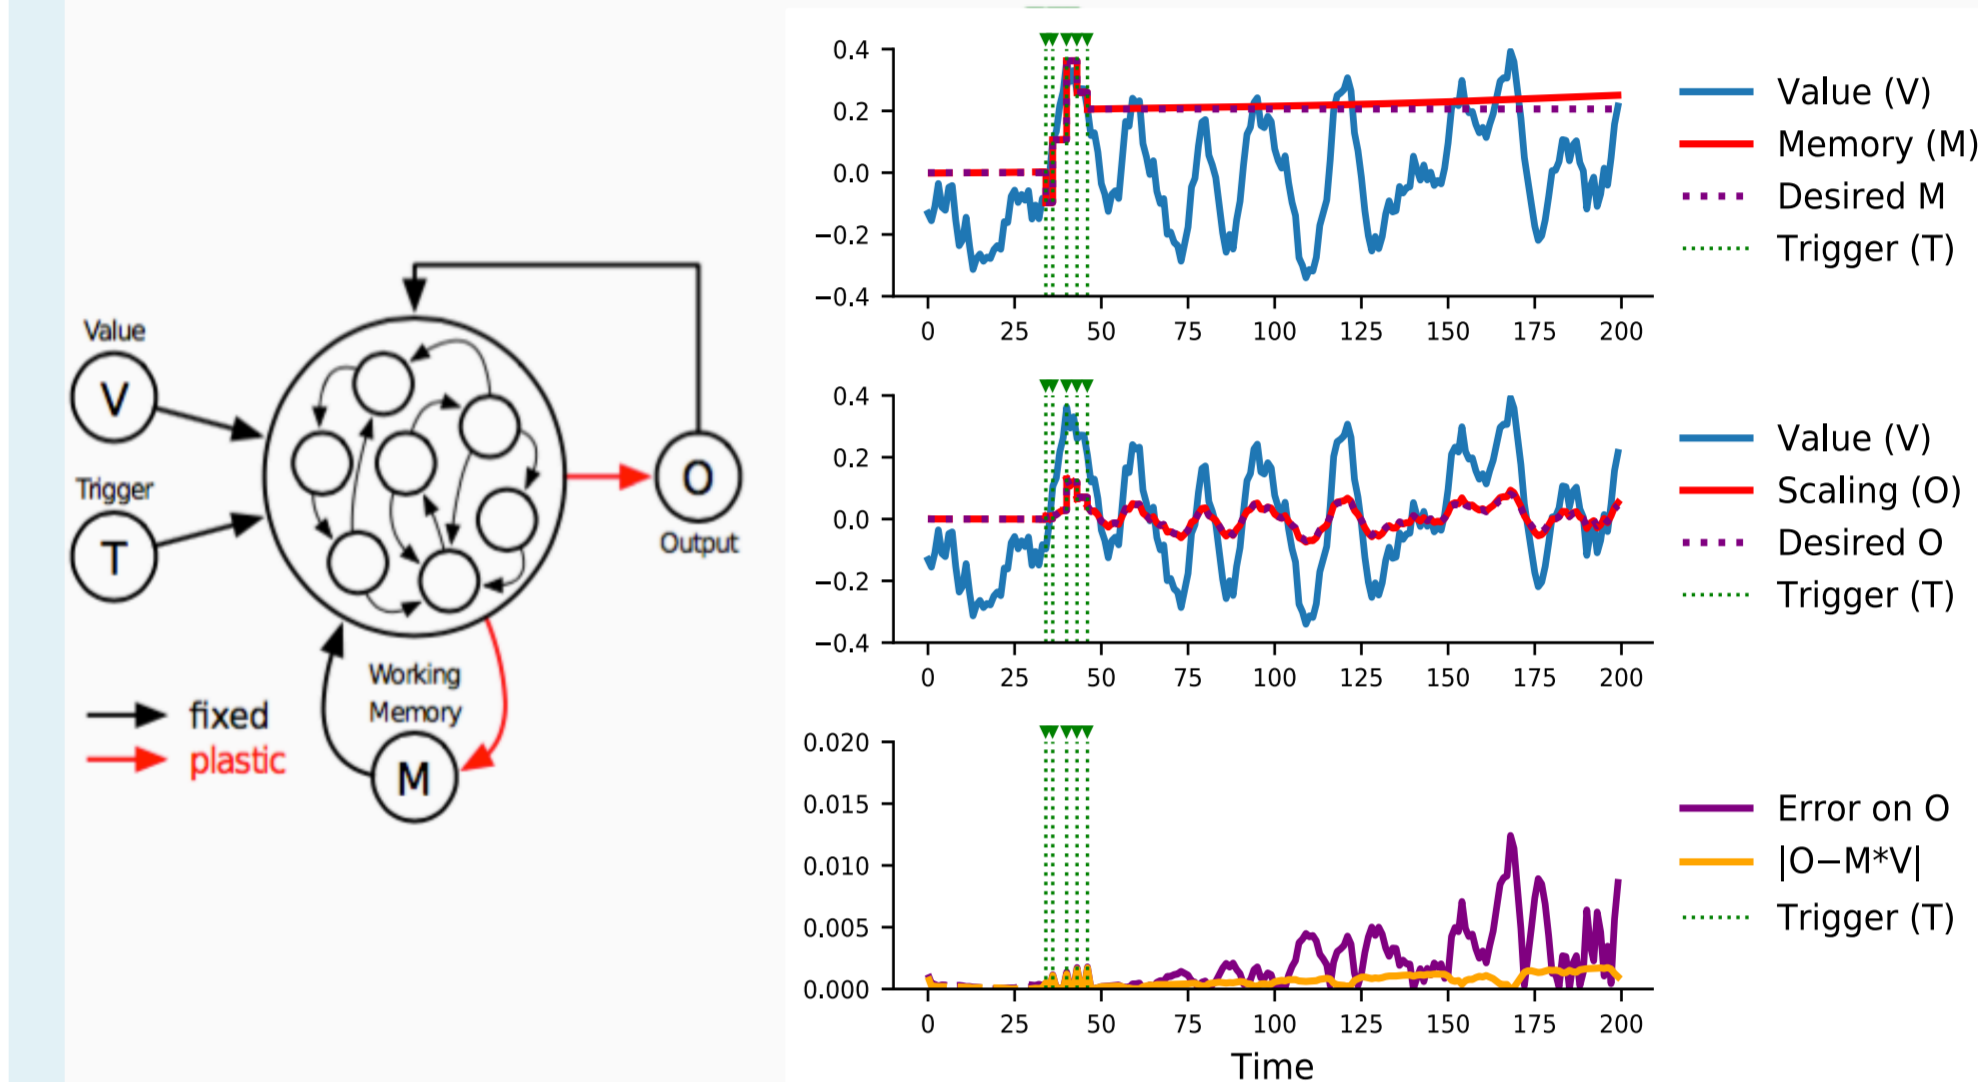 Value
V
Trigger
T
O
Output
Working
Memory
M
fixed
plastic
0.4
0.2
0.0
−0.2
−0.4
0 25 50 75 100 125 150 175 200
Value (V)
Memory (M)
Desired M
Trigger (T)
0.4
0.2
0.0
−0.2
−0.4
0 25 50 75 100 125 150 175 200
Value (V)
Scaling (O)
Desired O
Trigger (T)
0.020
0.015
0.010
0.005
0.000
0 25 50 75 100 125 150 175 200
Time
Error on O
|O−M*V|
Trigger (T)